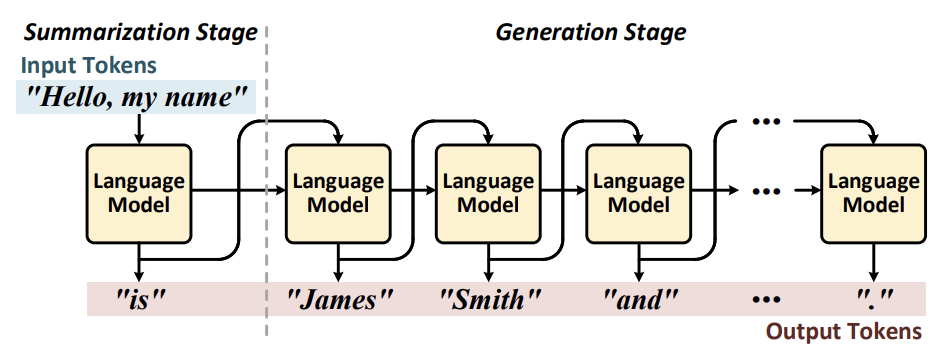 Summarization Stage
Generation Stage
Input Tokens
"Hello, my name"
Language Model
Language Model
Language Model
Language Model
...
...
Language Model
"is"
"James"
"Smith"
"and"
...
"."
Output Tokens